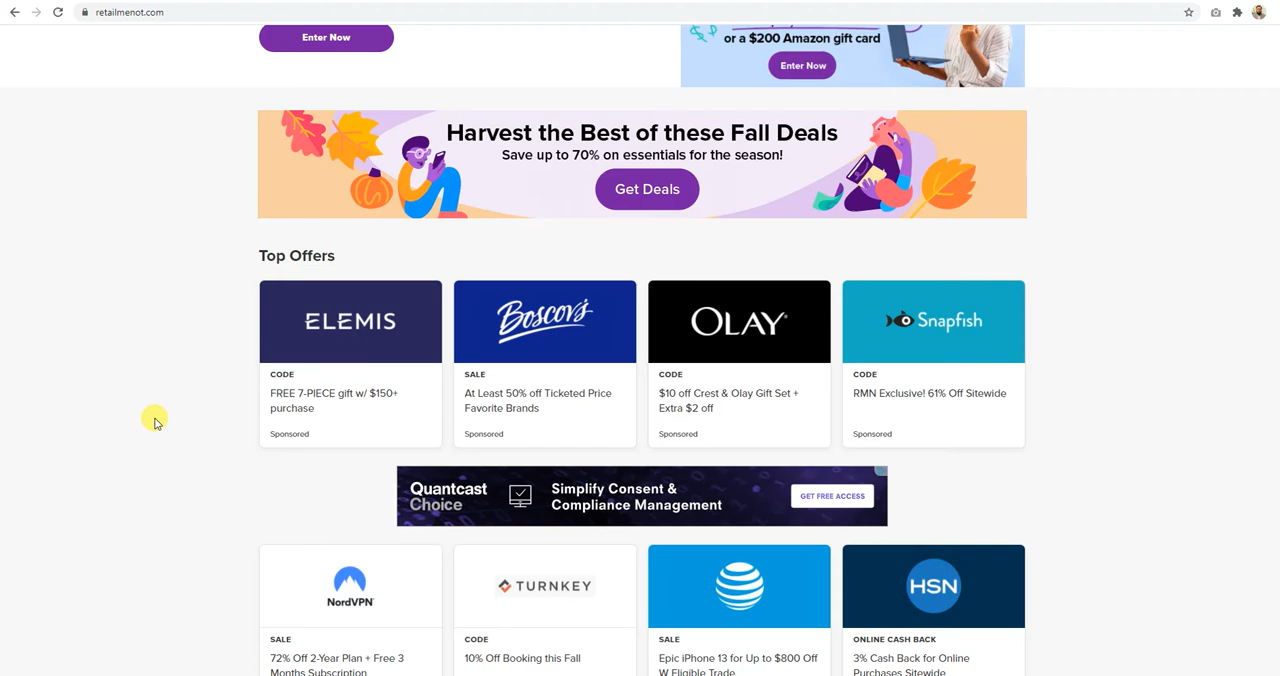 retailmenot.com
Enter Now
or a $200 Amazon gift card
Enter Now
Harvest the Best of these Fall Deals
Save up to 70% on essentials for the season!
Get Deals
Top Offers
ELEMIS
CODE
FREE 7-PIECE gift w/ $150+
purchase
Sponsored
Boscov's
SALE
At Least 50% off Ticketed Price
Favorite Brands
Sponsored
OLAY
CODE
$10 off Crest & Olay Gift Set +
Extra $2 off
Sponsored
Snapfish
CODE
RMN Exclusive! 61% Off Sitewide
Sponsored
Quantcast
Choice
Simplify Consent &
Compliance Management
GET FREE ACCESS
NordVPN
SALE
72% Off 2-Year Plan + Free 3
Months Subscription
TURNKEY
CODE
10% Off Booking this Fall
SALE
Epic iPhone 13 for Up to $800 Off
W Eligible Trade
HSN
ONLINE CASH BACK
3% Cash Back for Online
Purchases Sitewide